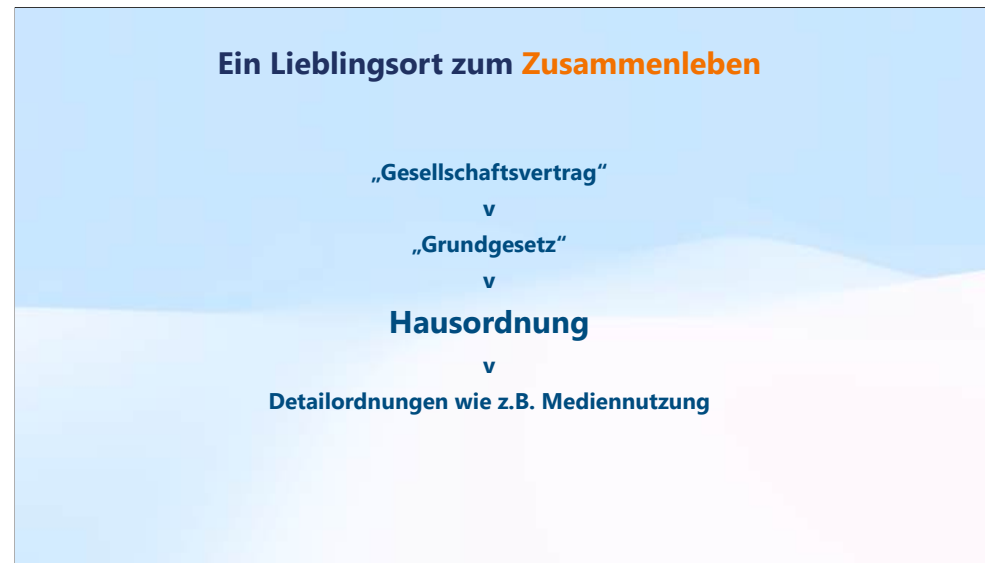 Ein Lieblingsort zum Zusammenleben
„Gesellschaftsvertrag“
v
„Grundgesetz“
v
Hausordnung
v
Detailordnungen wie z.B. Mediennutzung